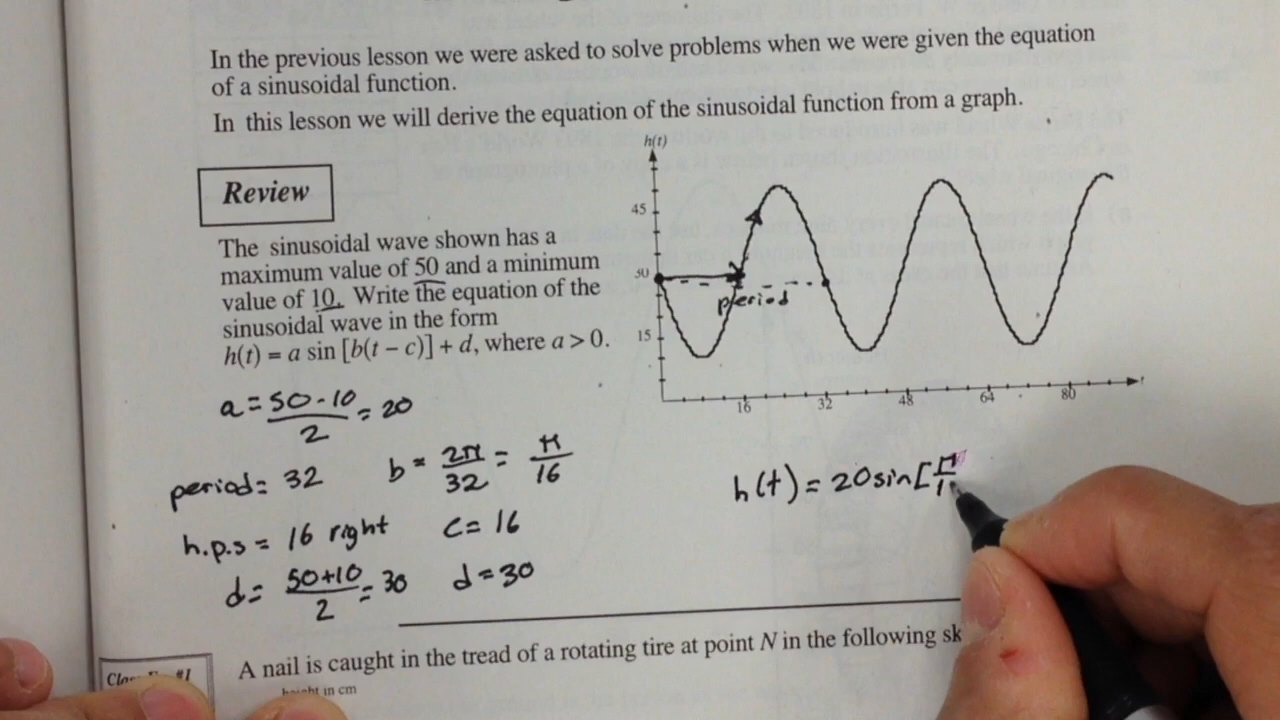 In the previous lesson we were asked to solve problems when we were given the equation
of a sinusoidal function.
In this lesson we will derive the equation of the sinusoidal function from a graph.
Review
The sinusoidal wave shown has a
maximum value of 50 and a minimum
value of 10. Write the equation of the
sinusoidal wave in the form
h(t) = a sin [b(t − c)] + d, where a > 0.
h(t)
45
30
15
period
16 32 48 64 80
t
a = 50-10 / 2 = 20
period = 32 b = 2π/32 = π/16
h.p.s = 16 right c = 16
d = 50+10 / 2 = 30 d = 30
h(t) = 20 sin [π/1
A nail is caught in the tread of a rotating tire at point N in the following sk
#1
height in cm